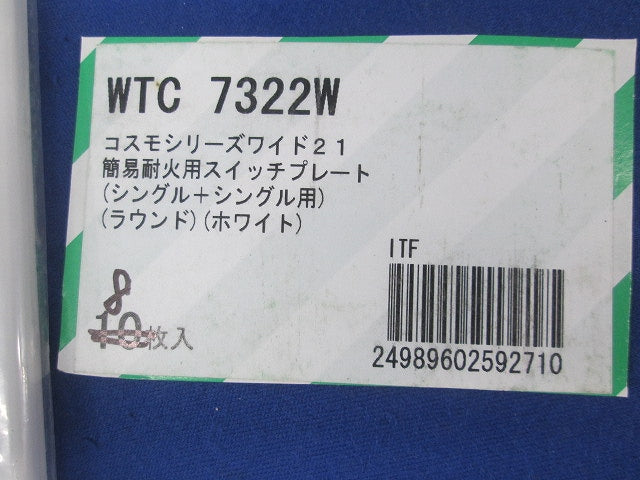 WTC 7322W
コスモシリーズワイド21
簡易耐火用スイッチプレート
(シングル+シングル用)
(ラウンド)(ホワイト)
ITF
8
10枚入
24989602592710